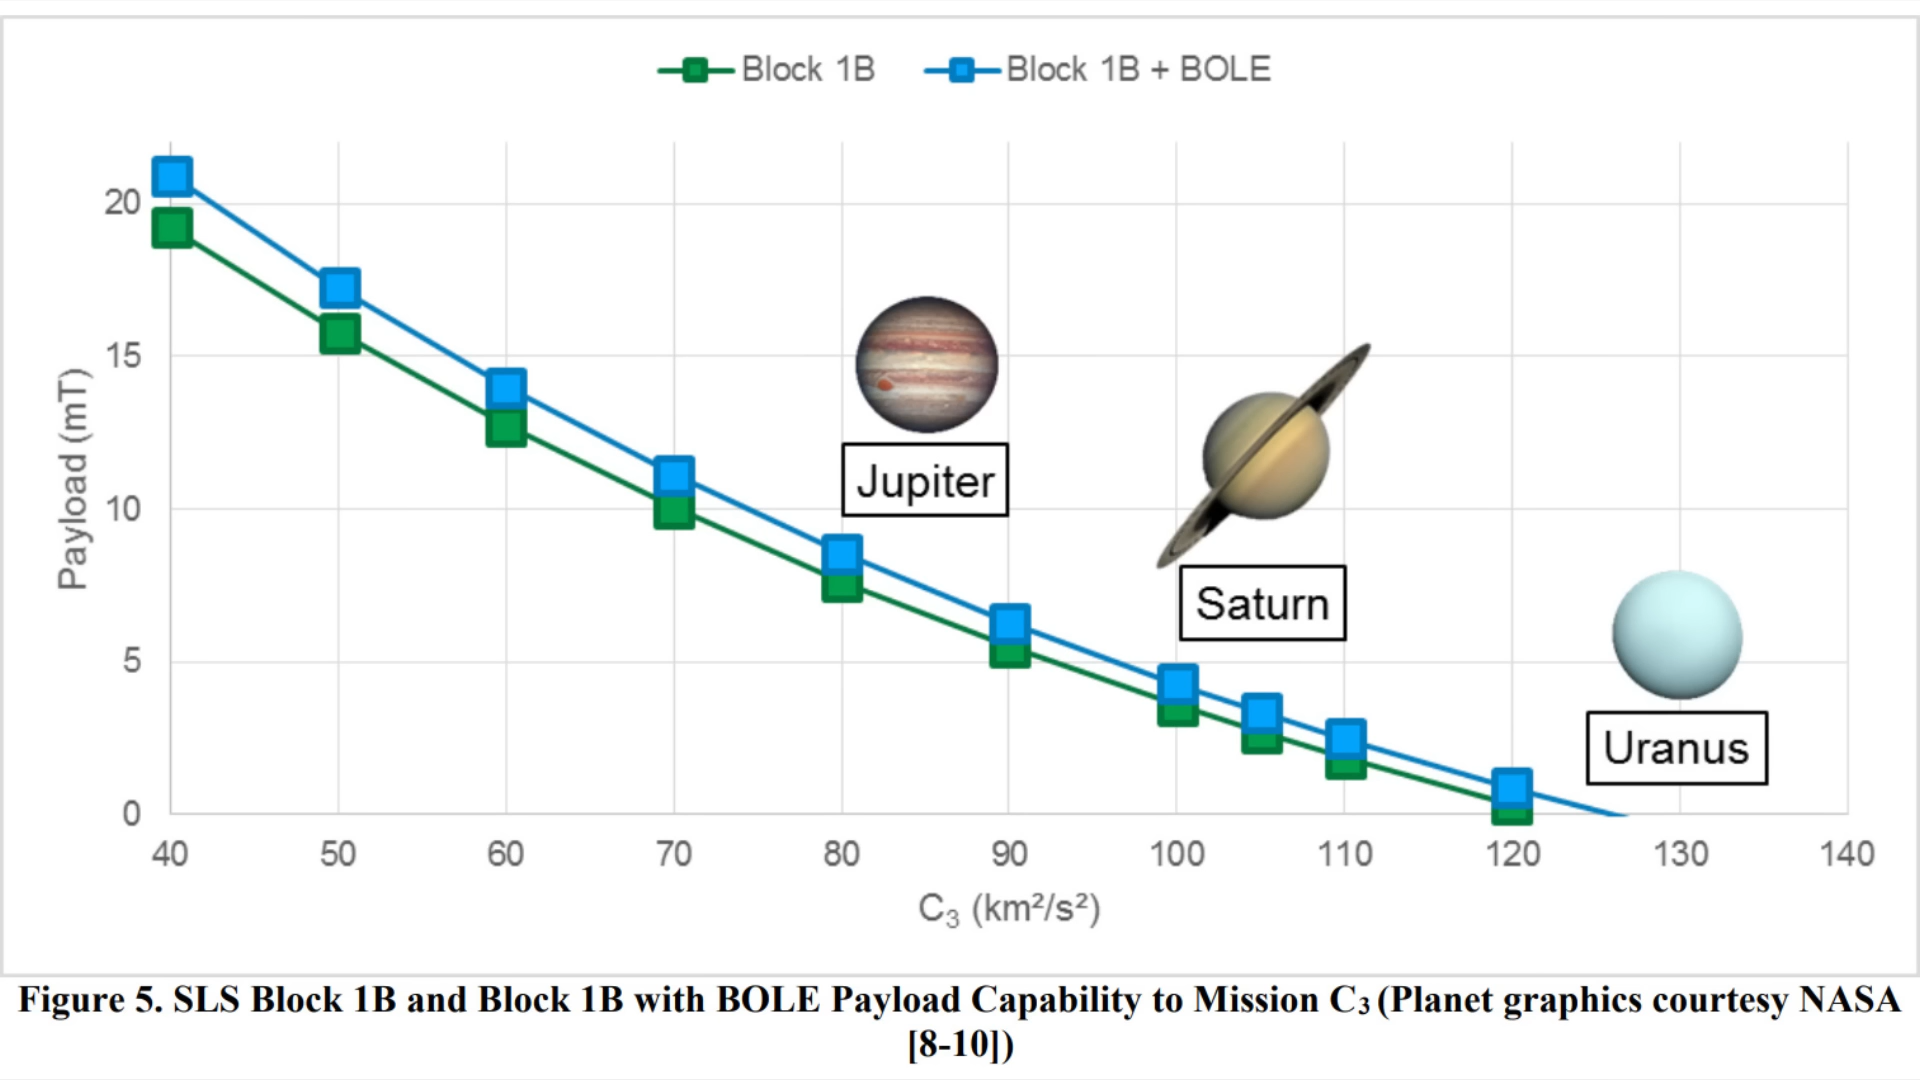 Block 1B
Block 1B + BOLE
20
15
10
5
0
Payload (mT)
Jupiter
Saturn
Uranus
40 50 60 70 80 90 100 110 120 130 140
C₃ (km²/s²)
Figure 5. SLS Block 1B and Block 1B with BOLE Payload Capability to Mission C₃ (Planet graphics courtesy NASA
[8-10])